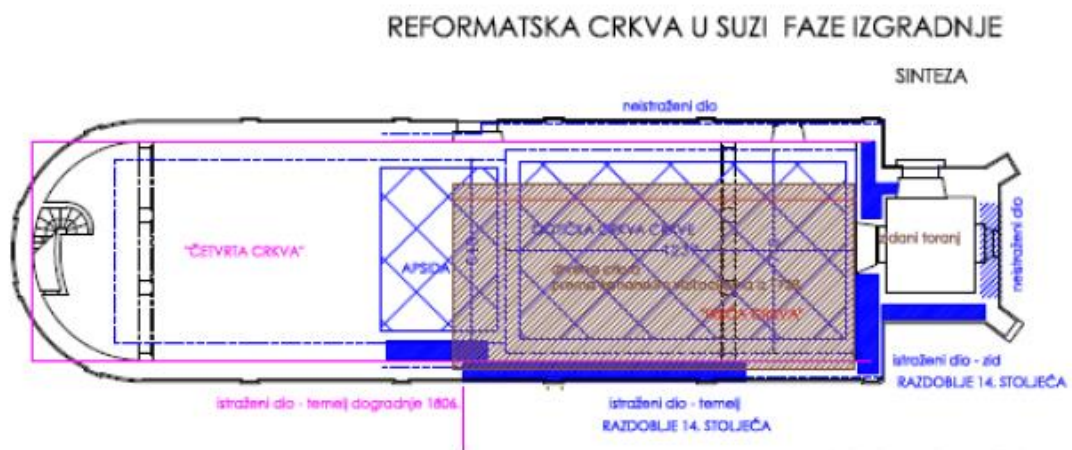 REFORMATSKA CRKVA U SUZI FAZE IZGRADNJE
SINTEZA
neistraženi dio
"ČETVRTA CRKVA"
APSIDA
GOTIČKA CRKVA
toranj
neistraženi dio
"TREĆA CRKVA"
istraženi dio - zid
RAZDOBLJE 14. STOLJEĆA
istraženi dio - temelj dogradnje 1806.
istraženi dio - temelj
RAZDOBLJE 14. STOLJEĆA